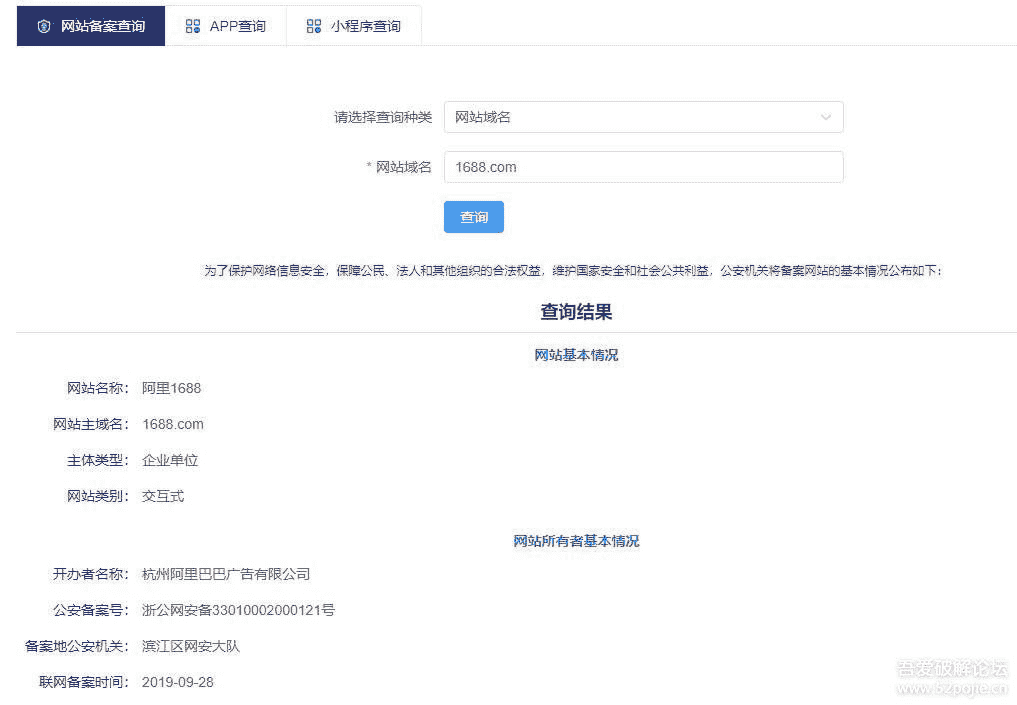 网站备案查询 APP查询 小程序查询
请选择查询种类 网站域名
* 网站域名 1688.com
查询
为了保护网络信息安全，保障公民、法人和其他组织的合法权益，维护国家安全和社会公共利益，公安机关将备案网站的基本情况公布如下：
查询结果
网站基本情况
网站名称： 阿里1688
网站主域名： 1688.com
主体类型： 企业单位
网站类别： 交互式
网站所有者基本情况
开办者名称： 杭州阿里巴巴广告有限公司
公安备案号： 浙公网安备33010002000121号
备案地公安机关： 滨江区网安大队
联网备案时间： 2019-09-28
吾爱破解论坛
www.52pojie.cn